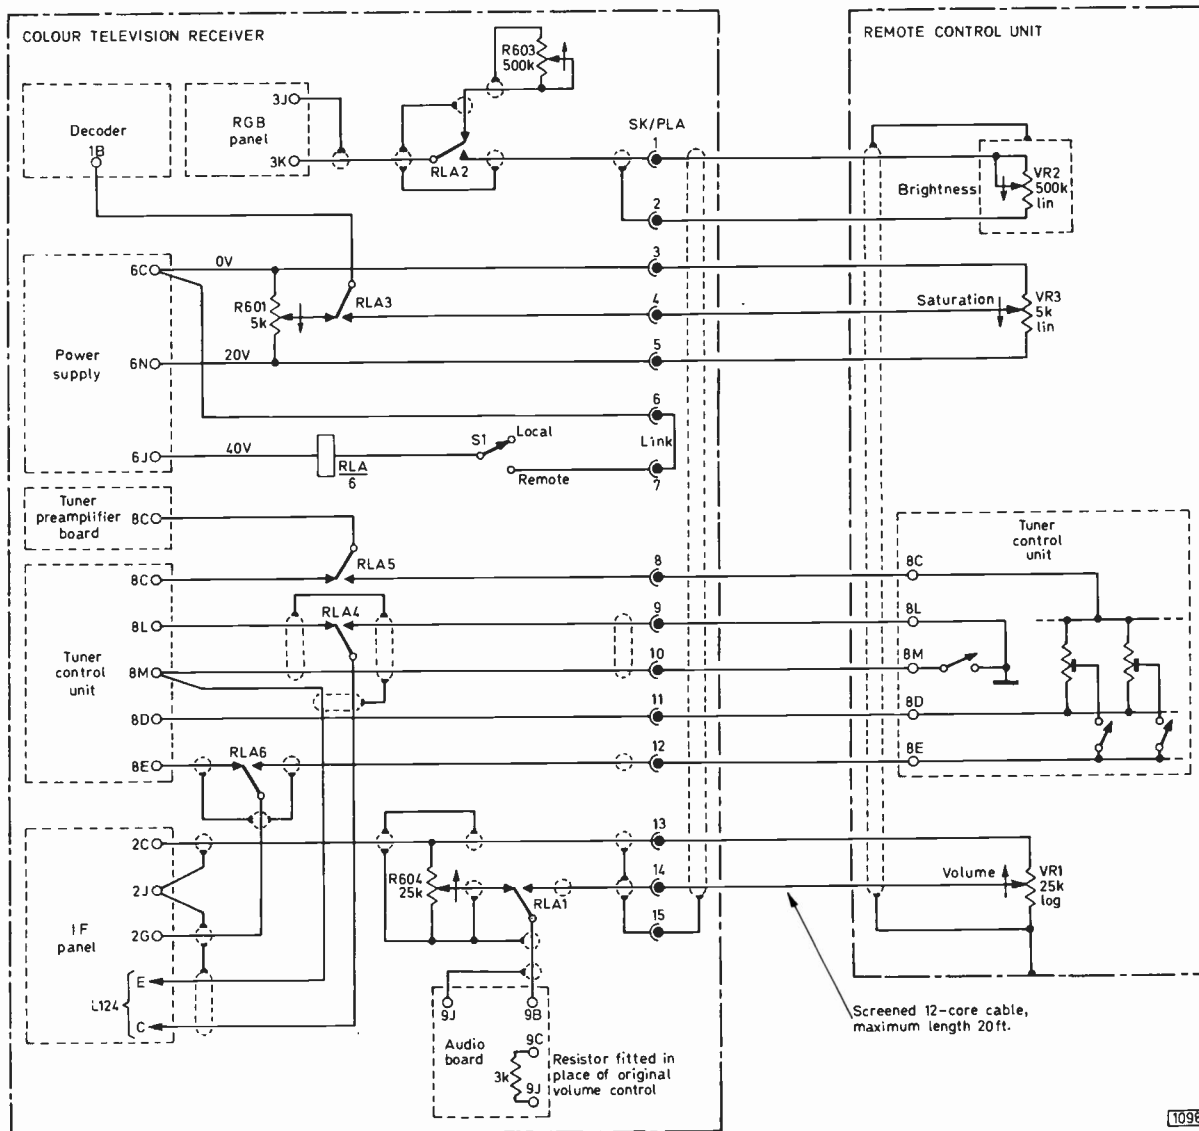 COLOUR TELEVISION RECEIVER
REMOTE CONTROL UNIT
R603
500k
Decoder
1B
3J
RGB
panel
3K
RLA2
SK/PLA
1
2
Brightness
VR2
500k
lin
6C
0V
3
R601
5k
RLA3
4
Saturation
VR3
5k
lin
Power
supply
6N
20V
5
6
Link
7
6J
40V
RLA
6
S1
Local
Remote
Tuner
preamplifier
board
8C
RLA5
8C
8
8C
Tuner
control
unit
8L
RLA4
9
8L
Tuner
control
unit
8M
10
8M
8D
11
8D
8E
RLA6
12
8E
2C
13
2J
R604
25k
RLA1
14
Volume
VR1
25k
log
IF
panel
2G
15
L124
E
C
9J
9B
Audio
board
9C
3k
9J
Resistor fitted in
place of original
volume control
Screened 12-core cable,
maximum length 20ft.
1098